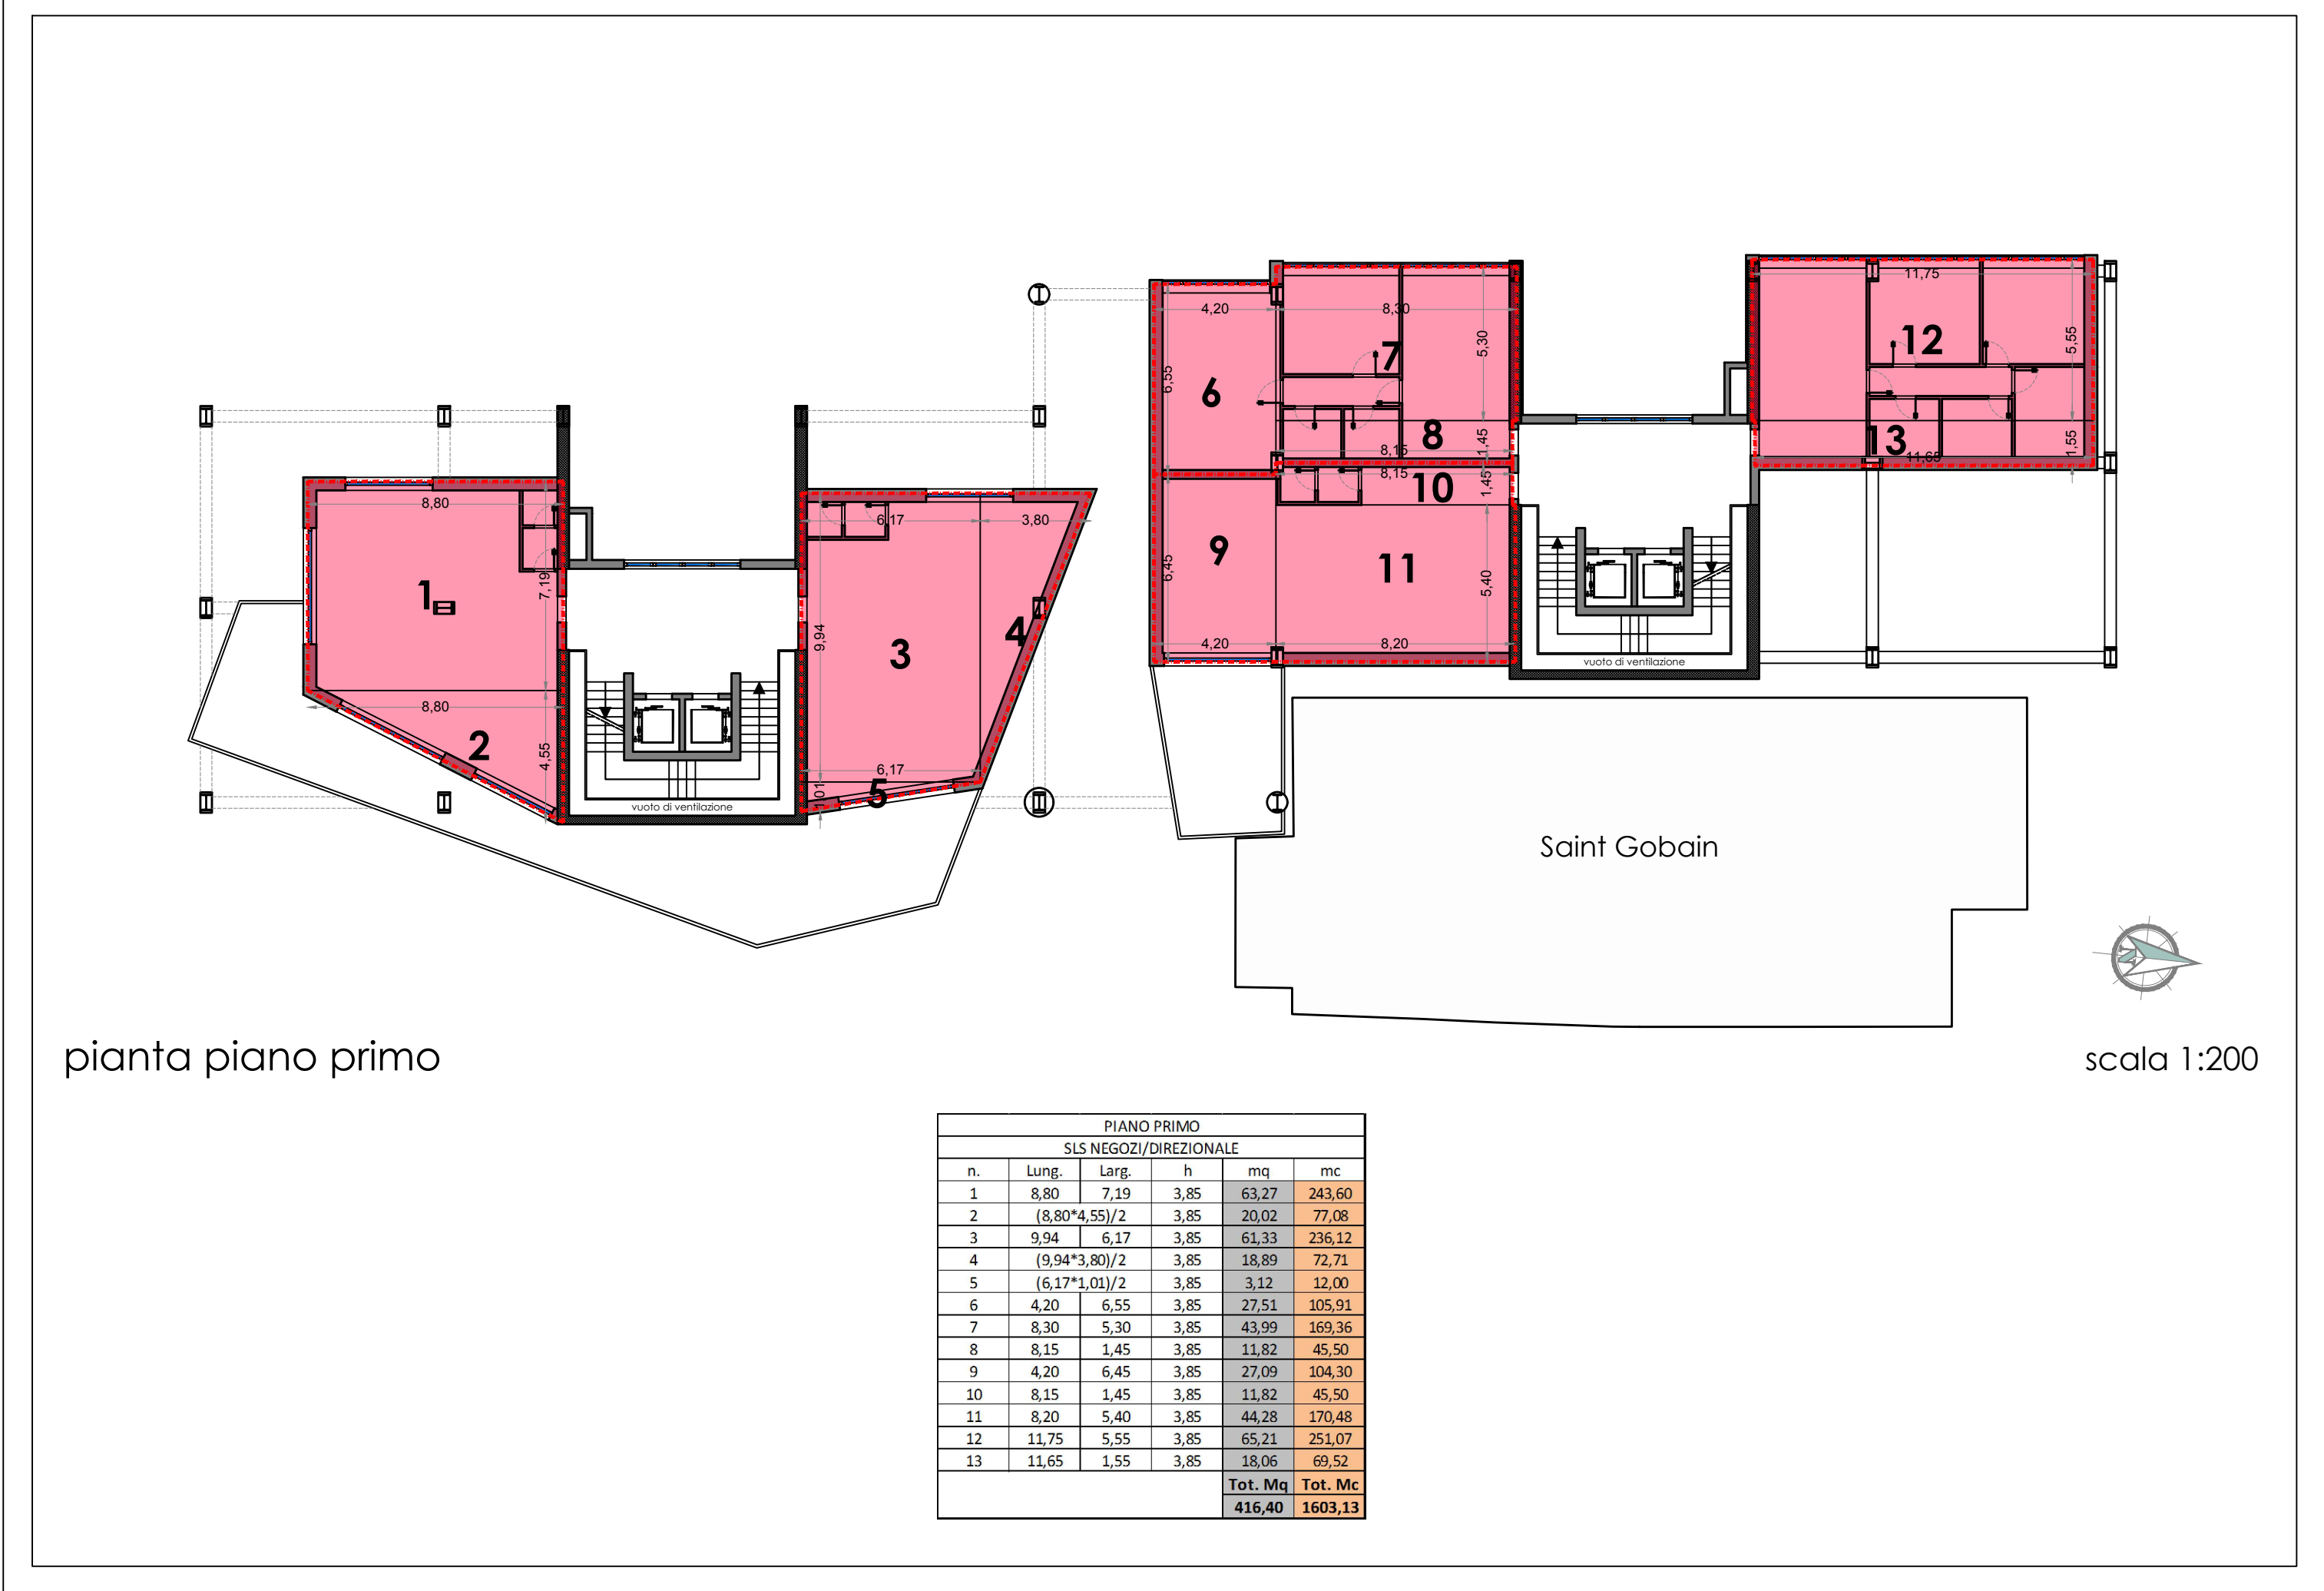 11,75
4,20
8,30
5,30
5,55
12
7
6,55
6
8
1,45
13
1,55
8,15
11,65
8,15
10
1,45
8,80
6,17
3,80
9
11
6,45
5,40
7,19
1
9,94
4
3
4,20
8,20
vuoto di ventilazione
8,80
2
4,55
6,17
5
1,01
vuoto di ventilazione
Saint Gobain
pianta piano primo
scala 1:200
PIANO PRIMO
SLS NEGOZI/DIREZIONALE
n. Lung. Larg. h mq mc
1 8,80 7,19 3,85 63,27 243,60
2 (8,80*4,55)/2 3,85 20,02 77,08
3 9,94 6,17 3,85 61,33 236,12
4 (9,94*3,80)/2 3,85 18,89 72,71
5 (6,17*1,01)/2 3,85 3,12 12,00
6 4,20 6,55 3,85 27,51 105,91
7 8,30 5,30 3,85 43,99 169,36
8 8,15 1,45 3,85 11,82 45,50
9 4,20 6,45 3,85 27,09 104,30
10 8,15 1,45 3,85 11,82 45,50
11 8,20 5,40 3,85 44,28 170,48
12 11,75 5,55 3,85 65,21 251,07
13 11,65 1,55 3,85 18,06 69,52
Tot. Mq Tot. Mc
416,40 1603,13